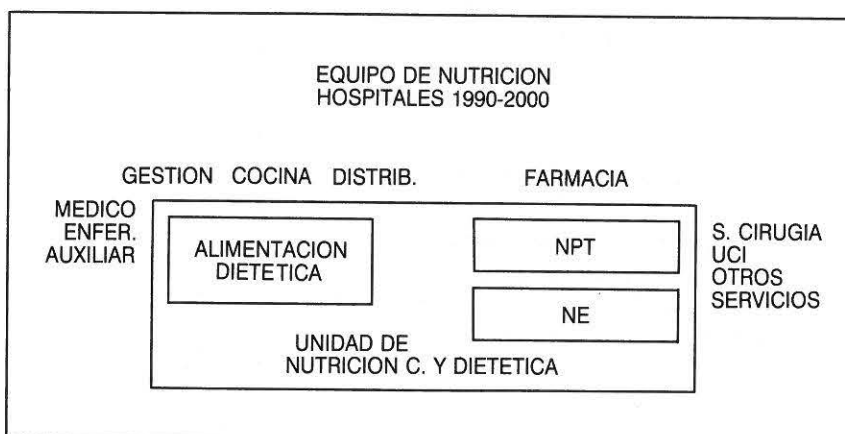 EQUIPO DE NUTRICION
HOSPITALES 1990-2000
GESTION COCINA DISTRIB. FARMACIA
MEDICO
ENFER.
AUXILIAR
ALIMENTACION
DIETETICA
NPT
NE
S. CIRUGIA
UCI
OTROS
SERVICIOS
UNIDAD DE
NUTRICION C. Y DIETETICA